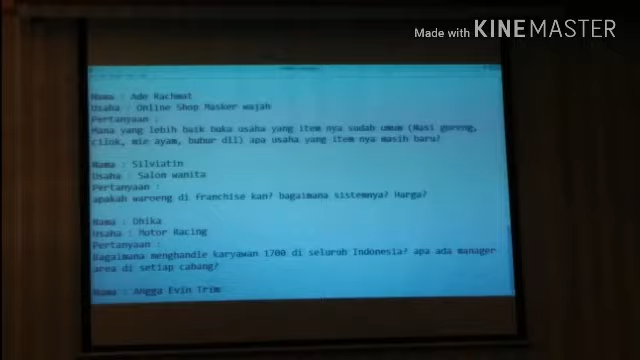 Made with KINEMASTER
Nama : Ade Rachmat
Usaha : Online Shop Masker wajah
Pertanyaan :
Mana yang lebih baik buka usaha yang item nya sudah umum (Nasi goreng,
cilok, mie ayam, bubur dll) apa usaha yang item nya masih baru?
Nama : Silviatin
Usaha : Salon wanita
Pertanyaan :
apakah waroeng di franchise kan? bagaimana sistemnya? Harga?
Nama : Dhika
Usaha : Motor Racing
Pertanyaan :
Bagaimana menghandle karyawan 1700 di seluruh Indonesia? apa ada manager
area di setiap cabang?
Nama : Angga Evin Trim